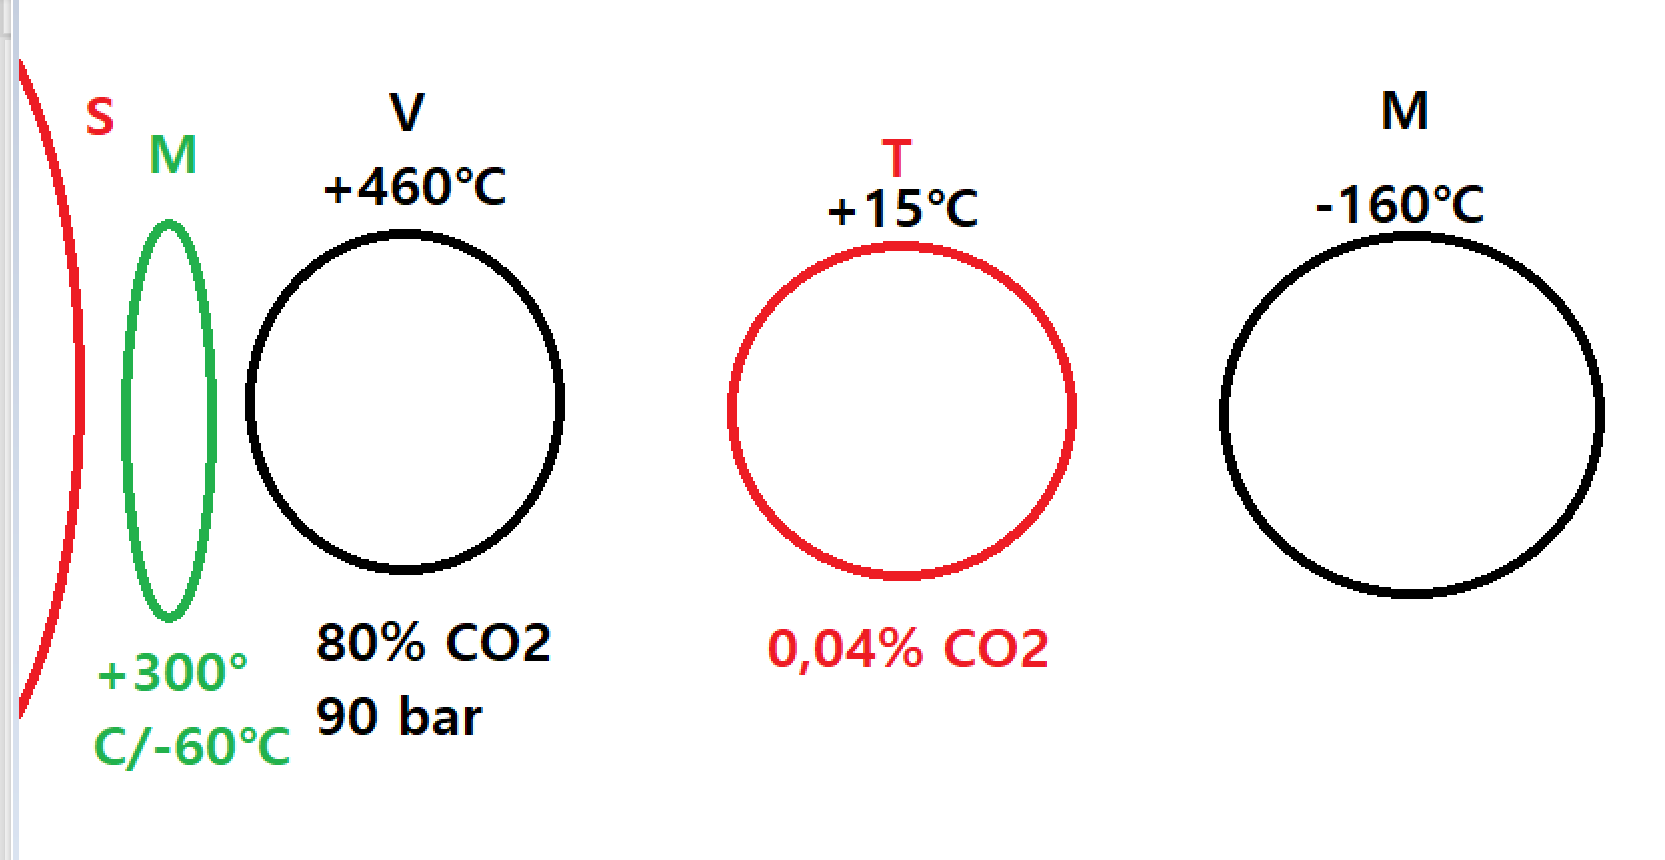 S
M
V
+460°C
T
+15°C
M
-160°C
+300°
C/-60°C
80% CO2
90 bar
0,04% CO2